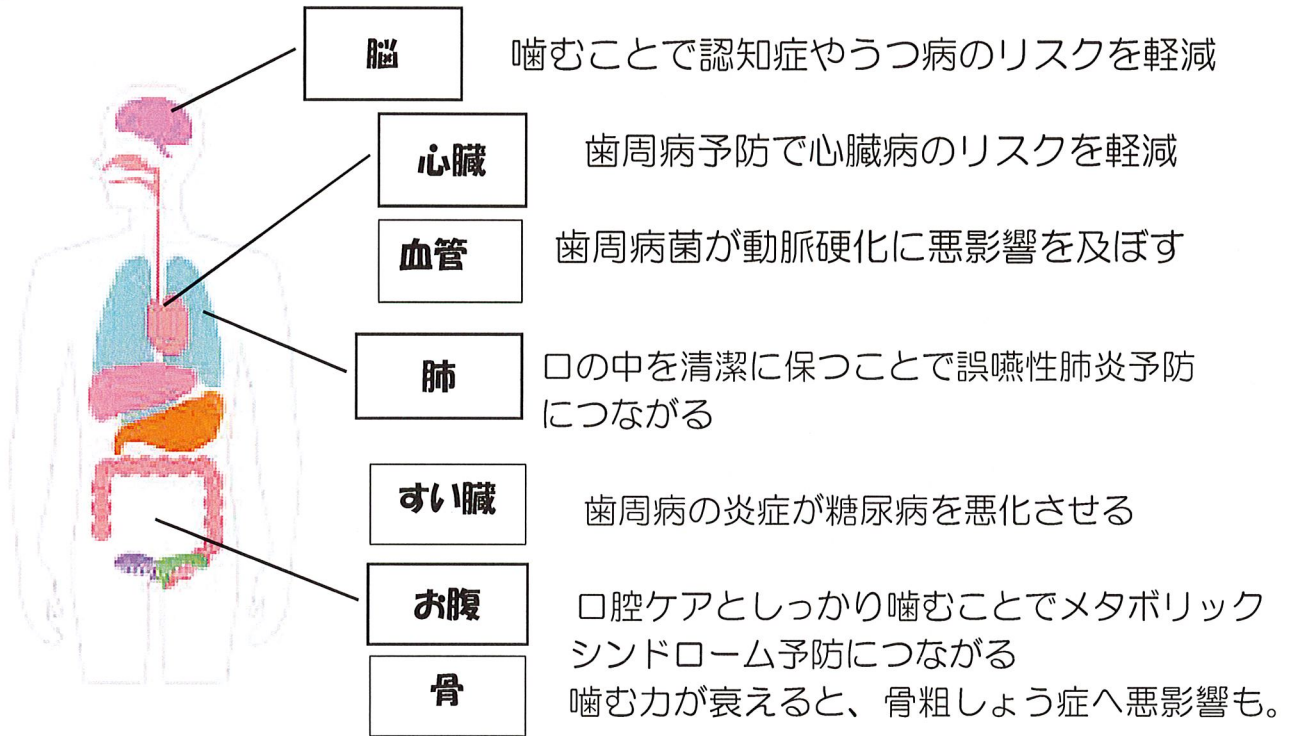 脳 噛むことで認知症やうつ病のリスクを軽減
心臓 歯周病予防で心臓病のリスクを軽減
血管 歯周病菌が動脈硬化に悪影響を及ぼす
肺 口の中を清潔に保つことで誤嚥性肺炎予防
につながる
すい臓 歯周病の炎症が糖尿病を悪化させる
お腹 口腔ケアとしっかり噛むことでメタボリック
シンドローム予防につながる
骨 噛む力が衰えると、骨粗しょう症へ悪影響も。